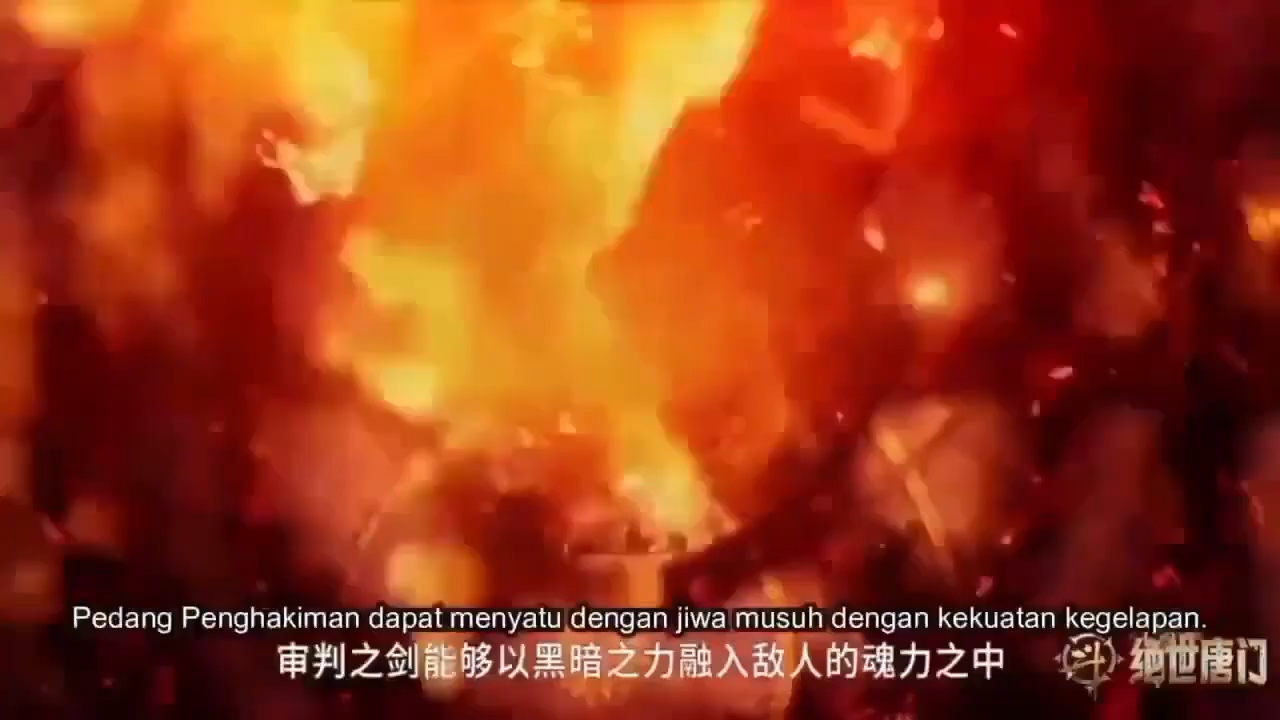 Pedang Penghakiman dapat menyatu dengan jiwa musuh dengan kekuatan kegelapan.
审判之剑能够以黑暗之力融入敌人的魂力之中
斗 绝世唐门